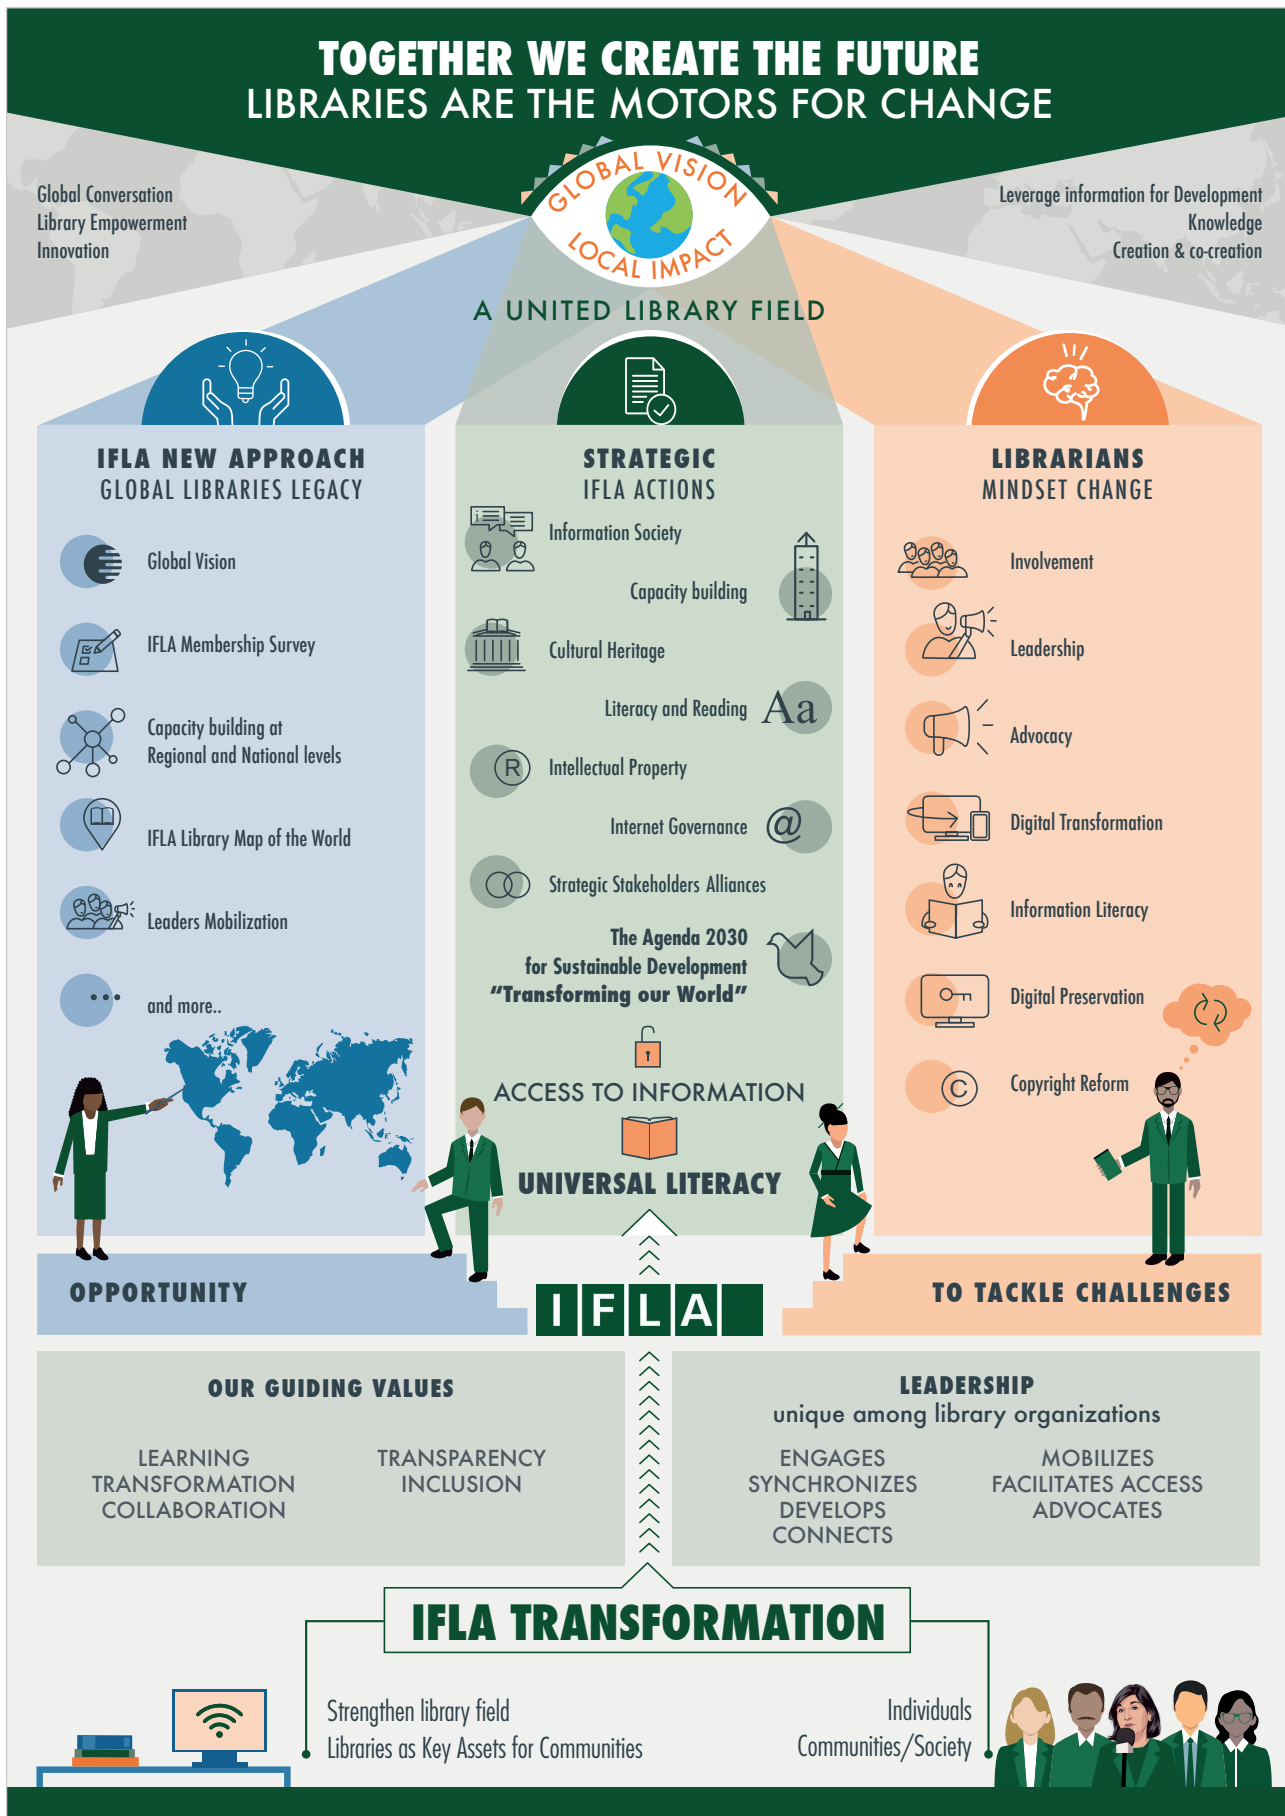 TOGETHER WE CREATE THE FUTURE
LIBRARIES ARE THE MOTORS FOR CHANGE
Global Conversation
Library Empowerment
Innovation
GLOBAL VISION
LOCAL IMPACT
Leverage information for Development
Knowledge
Creation & co-creation
A UNITED LIBRARY FIELD
IFLA NEW APPROACH
GLOBAL LIBRARIES LEGACY
Global Vision
IFLA Membership Survey
Capacity building at
Regional and National levels
IFLA Library Map of the World
Leaders Mobilization
and more..
STRATEGIC
IFLA ACTIONS
i
Information Society
Capacity building
Cultural Heritage
Literacy and Reading
Aa
R
Intellectual Property
Internet Governance
@
Strategic Stakeholders Alliances
The Agenda 2030
for Sustainable Development
“Transforming our World”
ACCESS TO INFORMATION
UNIVERSAL LITERACY
LIBRARIANS
MINDSET CHANGE
Involvement
Leadership
Advocacy
Digital Transformation
Information Literacy
Digital Preservation
C
Copyright Reform
OPPORTUNITY
IFLA
TO TACKLE CHALLENGES
OUR GUIDING VALUES
LEARNING
TRANSFORMATION
COLLABORATION
TRANSPARENCY
INCLUSION
LEADERSHIP
unique among library organizations
ENGAGES
SYNCHRONIZES
DEVELOPS
CONNECTS
MOBILIZES
FACILITATES ACCESS
ADVOCATES
IFLA TRANSFORMATION
Strengthen library field
Libraries as Key Assets for Communities
Individuals
Communities/Society